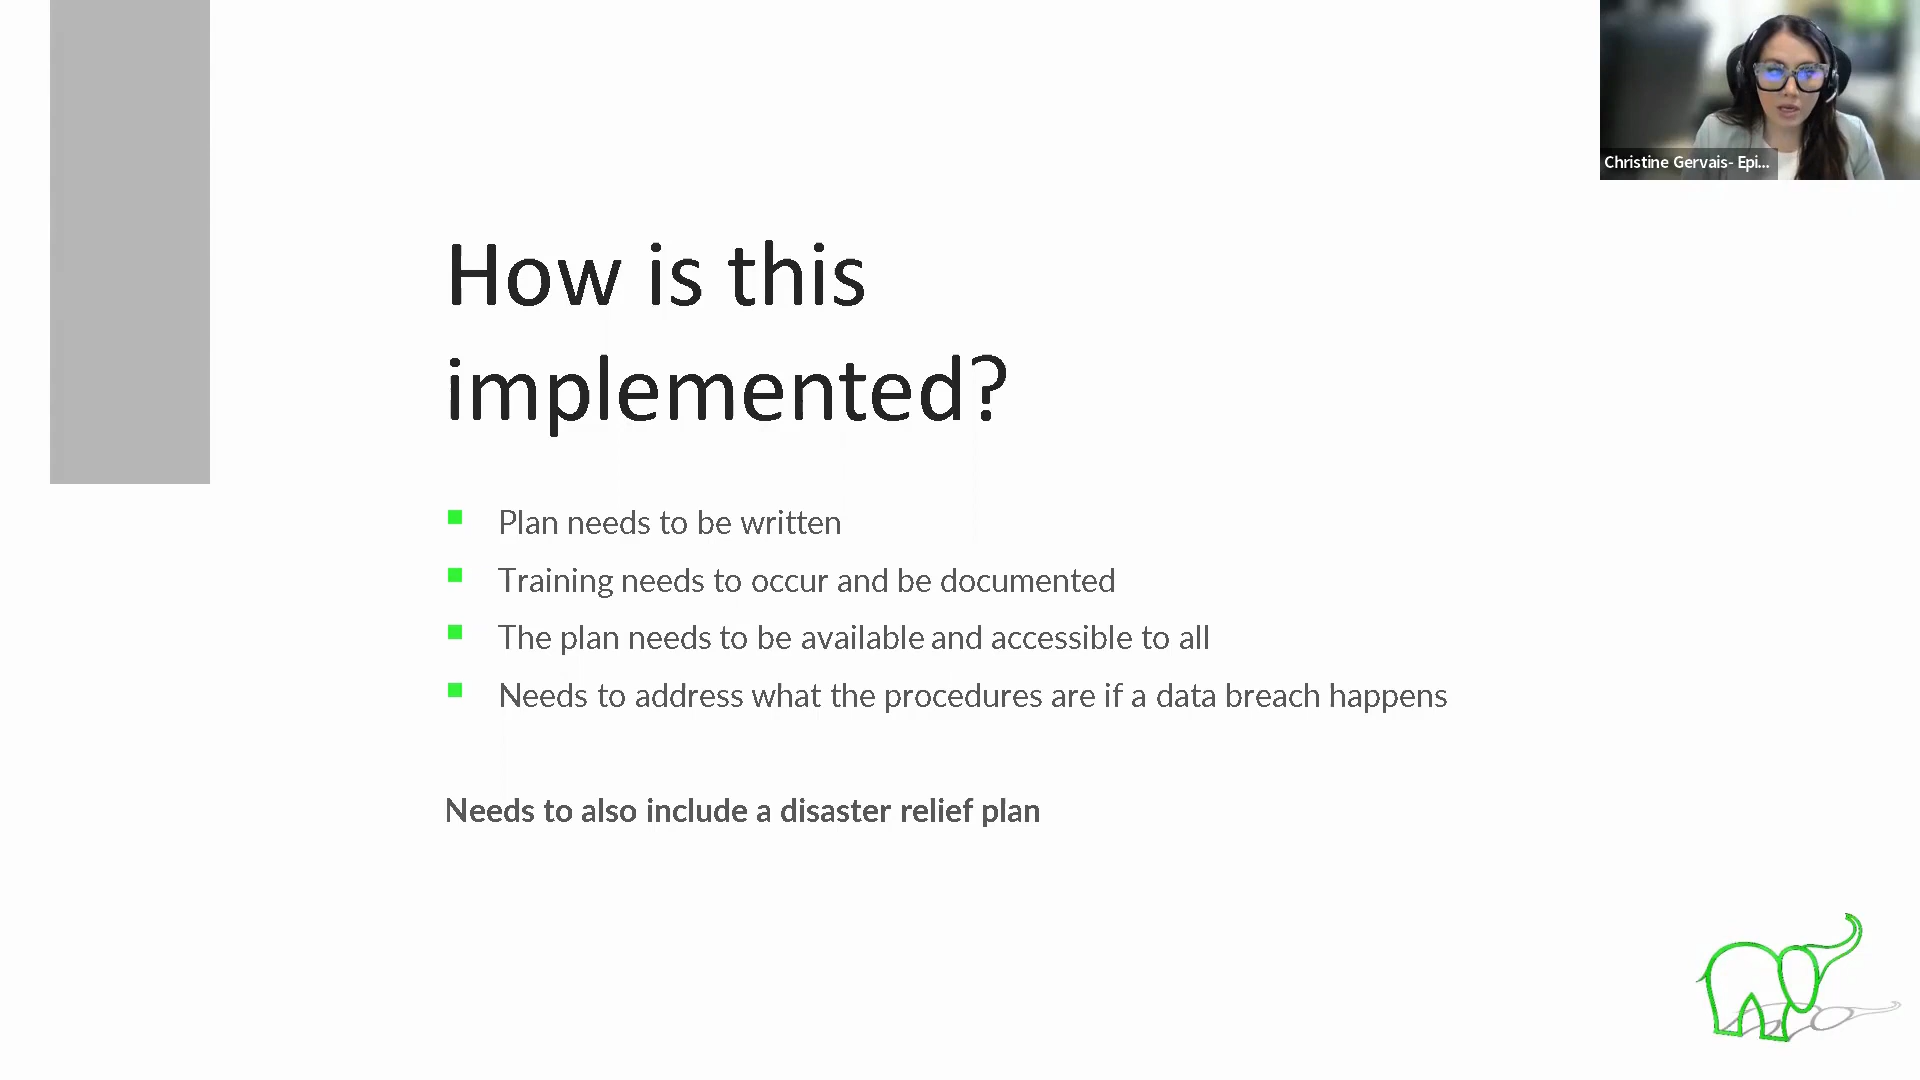 Christine Gervais- Epi...
How is this
implemented?
Plan needs to be written
Training needs to occur and be documented
The plan needs to be available and accessible to all
Needs to address what the procedures are if a data breach happens
Needs to also include a disaster relief plan